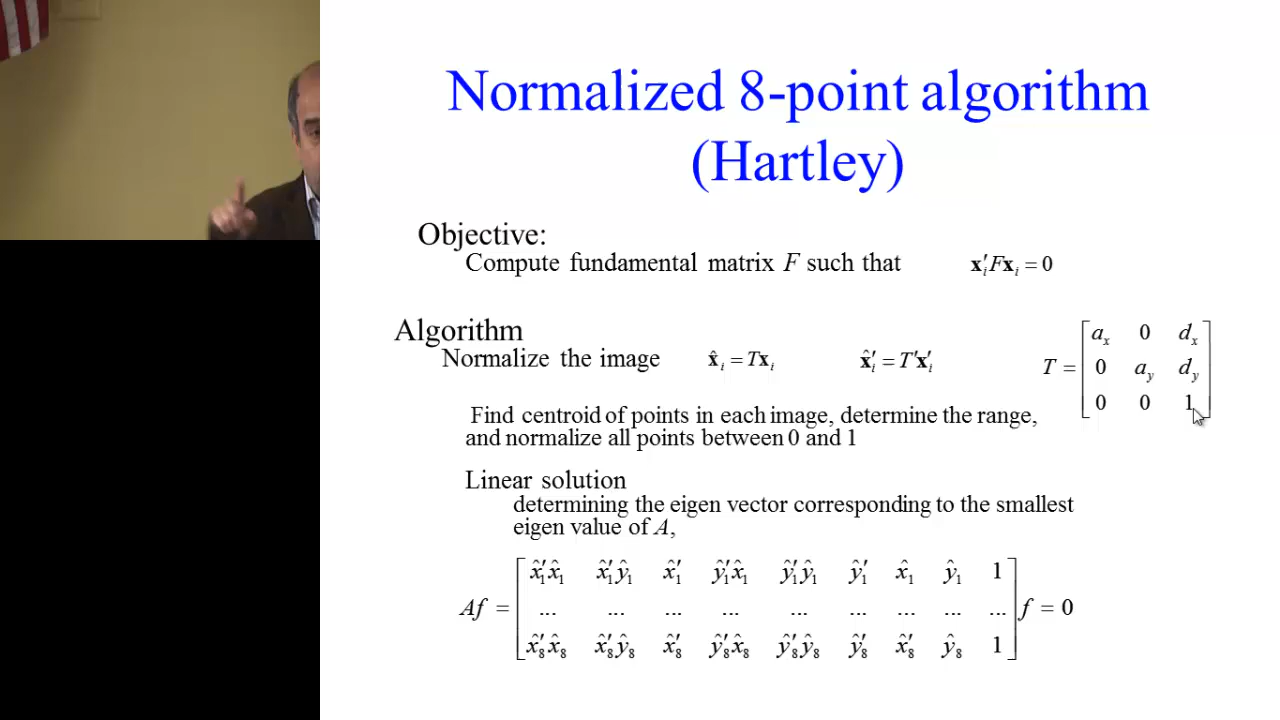 Normalized 8-point algorithm
(Hartley)
Objective:
Compute fundamental matrix F such that x′ᵢFxᵢ = 0
Algorithm
Normalize the image x̂ᵢ = Txᵢ x̂′ᵢ = T′x′ᵢ
T = [ aₓ 0 dₓ
0 a_y d_y
0 0 1 ]
Find centroid of points in each image, determine the range,
and normalize all points between 0 and 1
Linear solution
determining the eigen vector corresponding to the smallest
eigen value of A,
Af = [ x̂′₁x̂₁ x̂′₁ŷ₁ x̂′₁ ŷ′₁x̂₁ ŷ′₁ŷ₁ ŷ′₁ x̂₁ ŷ₁ 1
... ... ... ... ... ... ... ... ...
x̂′₈x̂₈ x̂′₈ŷ₈ x̂′₈ ŷ′₈x̂₈ ŷ′₈ŷ₈ ŷ′₈ x̂′₈ ŷ₈ 1 ] f = 0